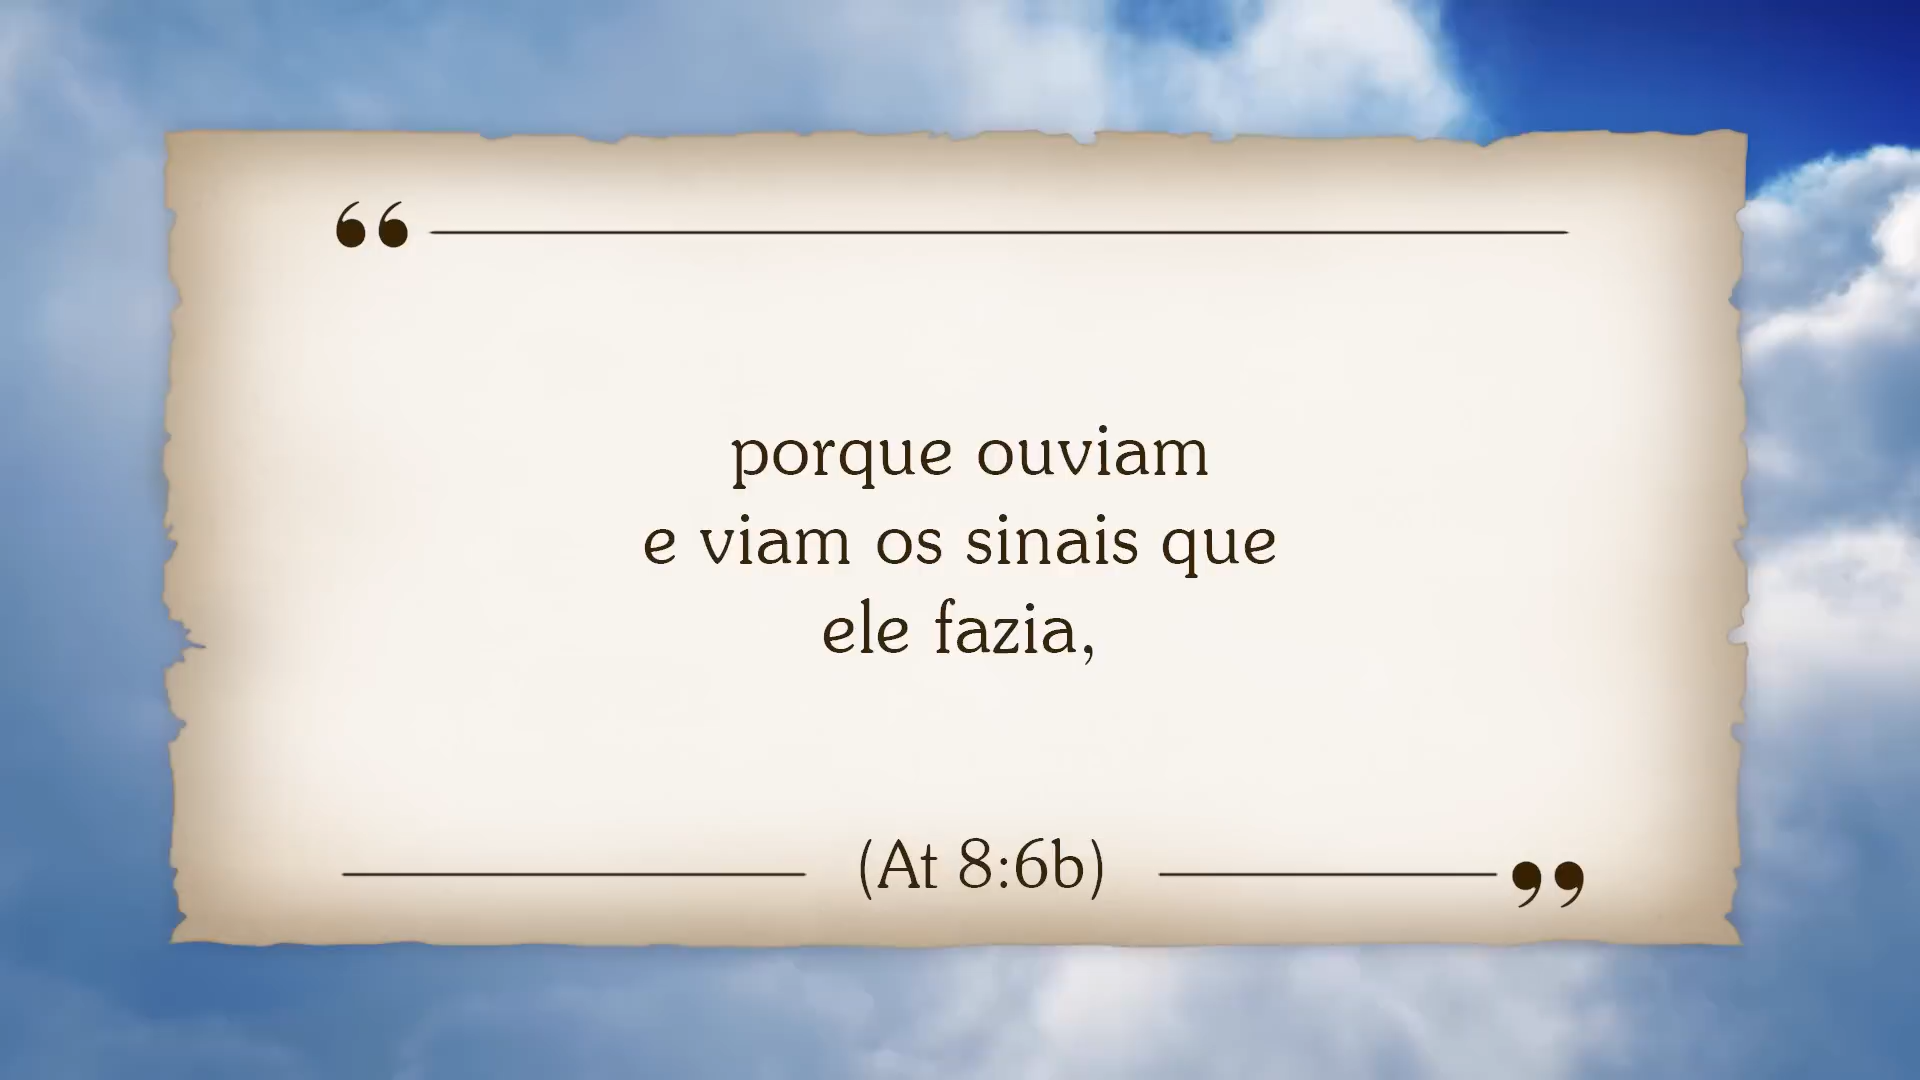 “
porque ouviam
e viam os sinais que
ele fazia,
(At 8:6b)
”